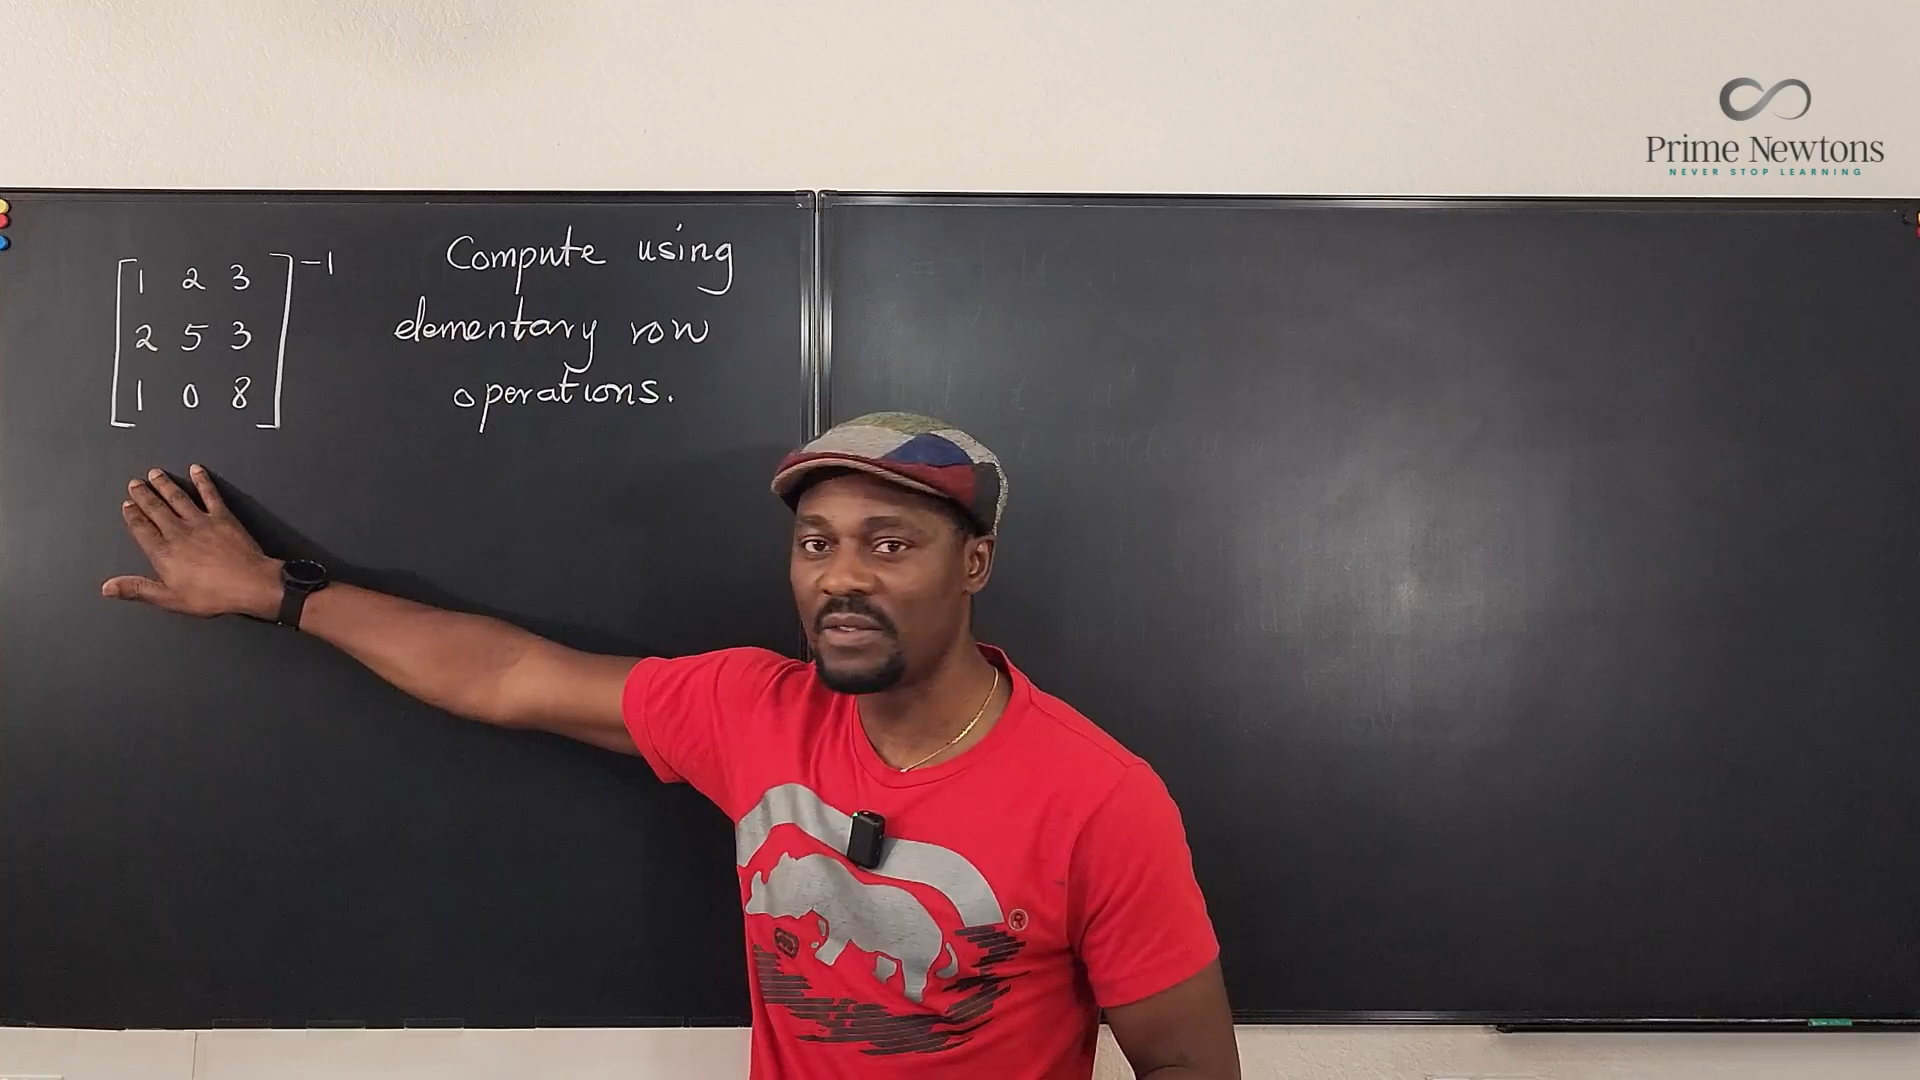 Prime Newtons
NEVER STOP LEARNING
[1 2 3]⁻¹
2 5 3
1 0 8
Compute using
elementary row
operations.
®